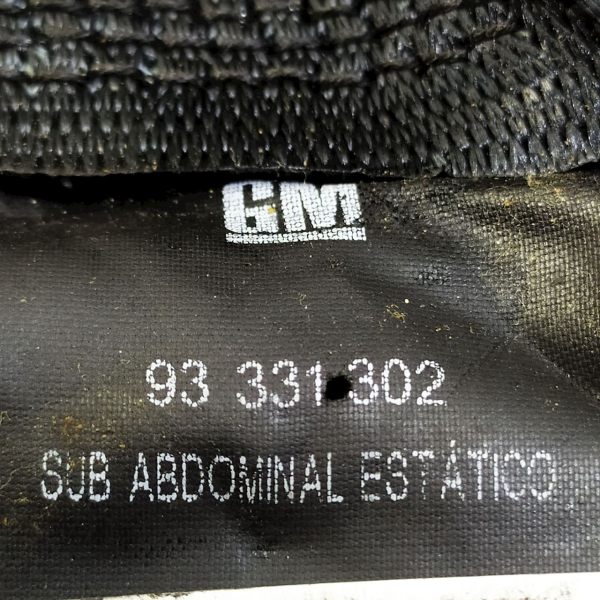 GM
93 331 302
SUB ABDOMINAL ESTÁTICO